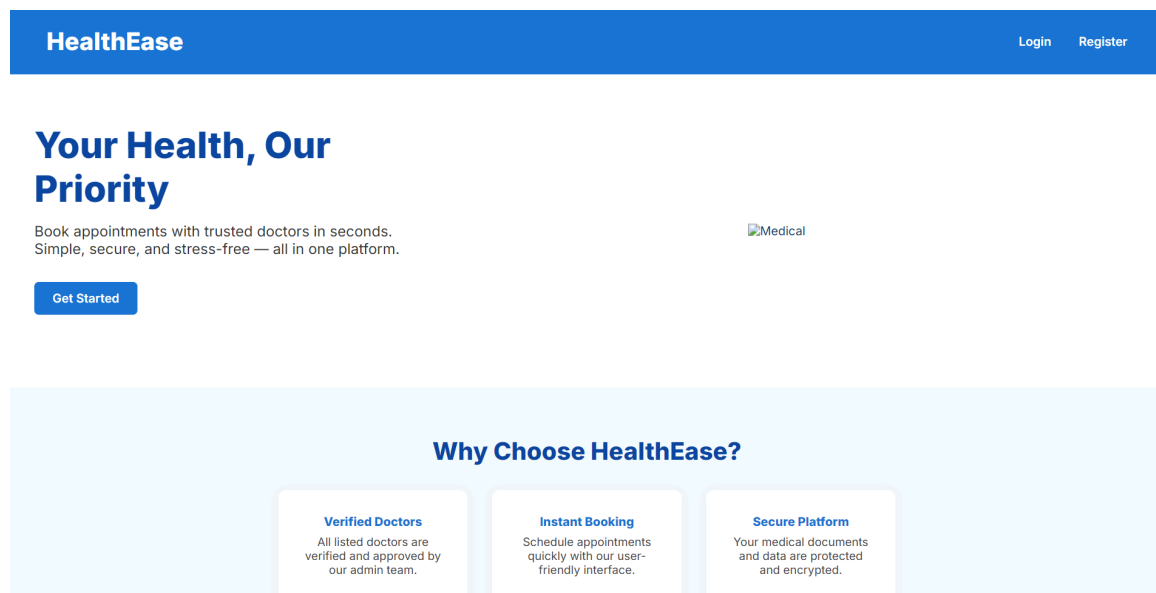 HealthEase
Login
Register
Your Health, Our
Priority
Book appointments with trusted doctors in seconds.
Simple, secure, and stress-free — all in one platform.
Medical
Get Started
Why Choose HealthEase?
Verified Doctors
All listed doctors are
verified and approved by
our admin team.
Instant Booking
Schedule appointments
quickly with our user-
friendly interface.
Secure Platform
Your medical documents
and data are protected
and encrypted.